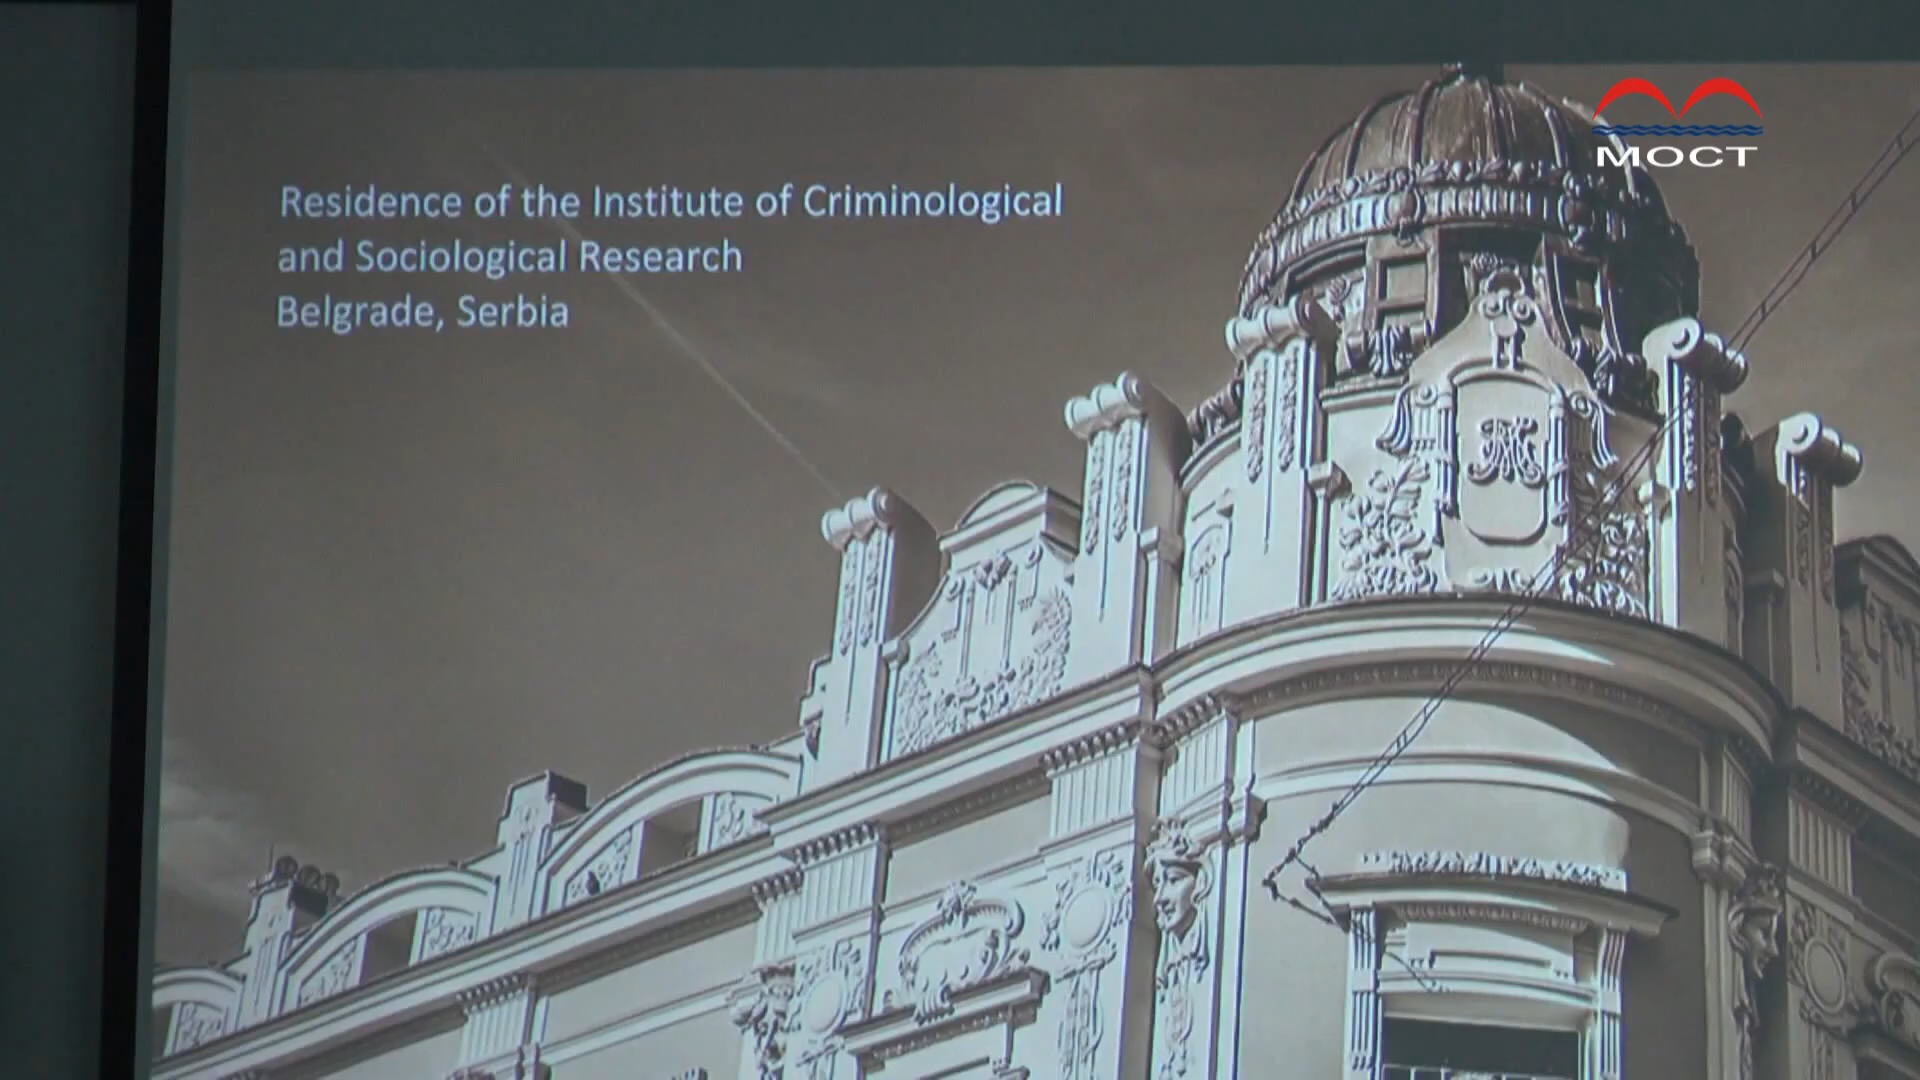 Residence of the Institute of Criminological
and Sociological Research
Belgrade, Serbia
МОСТ